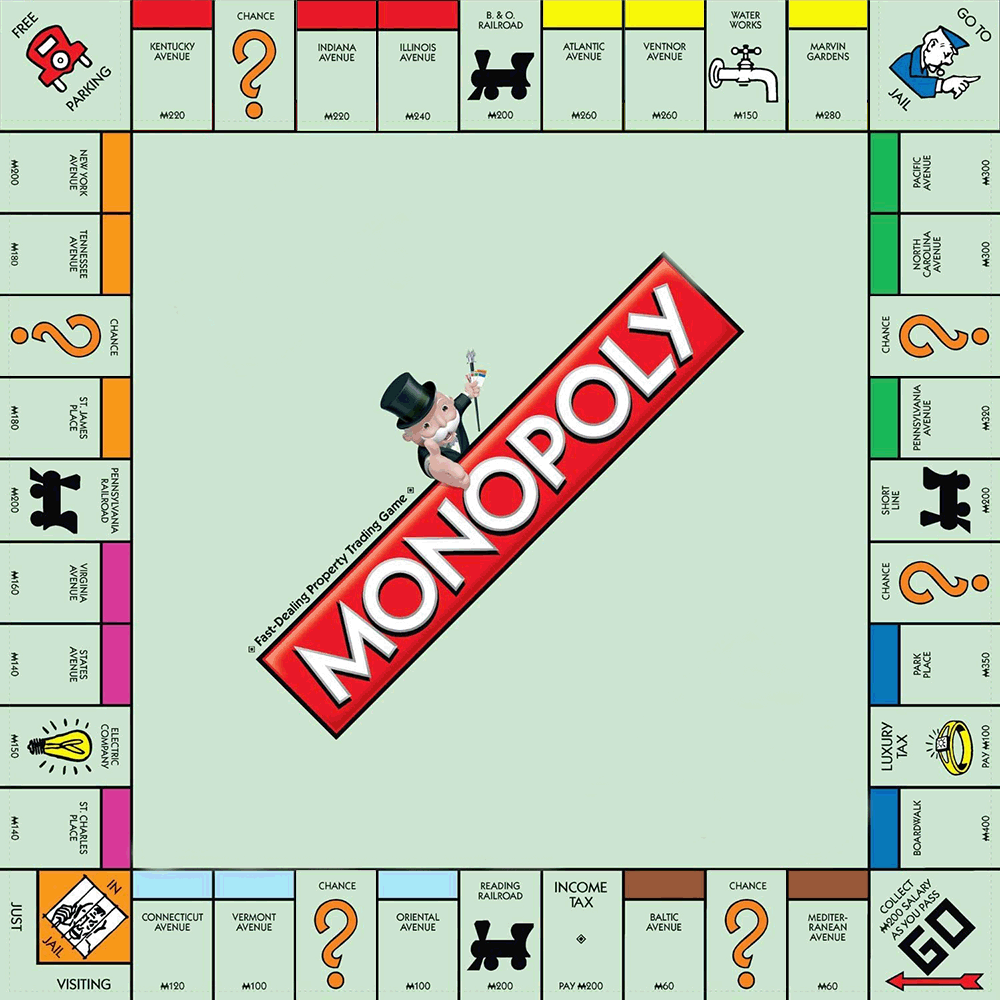 FREE
PARKING
KENTUCKY
AVENUE
₩220
CHANCE
INDIANA
AVENUE
₩220
ILLINOIS
AVENUE
₩240
B. & O.
RAILROAD
₩200
ATLANTIC
AVENUE
₩260
VENTNOR
AVENUE
₩260
WATER
WORKS
₩150
MARVIN
GARDENS
₩280
GO TO
JAIL
NEW YORK
AVENUE
₩200
TENNESSEE
AVENUE
₩180
CHANCE
ST. JAMES
PLACE
₩180
PENNSYLVANIA
RAILROAD
₩200
VIRGINIA
AVENUE
₩160
STATES
AVENUE
₩140
ELECTRIC
COMPANY
₩150
ST. CHARLES
PLACE
₩140
PACIFIC
AVENUE
₩300
NORTH
CAROLINA
AVENUE
₩300
CHANCE
PENNSYLVANIA
AVENUE
₩320
SHORT
LINE
₩200
CHANCE
PARK
PLACE
₩350
LUXURY
TAX
PAY ₩100
BOARDWALK
₩400
Fast-Dealing Property Trading Game
MONOPOLY
JUST
VISITING
IN
JAIL
CONNECTICUT
AVENUE
₩120
VERMONT
AVENUE
₩100
CHANCE
ORIENTAL
AVENUE
₩100
READING
RAILROAD
₩200
INCOME
TAX
PAY ₩200
BALTIC
AVENUE
₩60
CHANCE
MEDITER-
RANEAN
AVENUE
₩60
COLLECT
₩200 SALARY
AS YOU PASS
GO